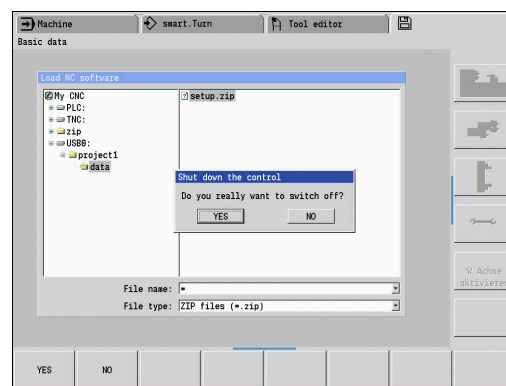 Machine
smart.Turn
Tool editor
Basic data
Load NC software
My CNC
PLC:
TNC:
zip
USB0:
project1
data
setup.zip
Shut down the control
Do you really want to switch off?
YES
NO
File name: *
File type: ZIP files (*.zip)
W Achse
aktivieren
YES
NO